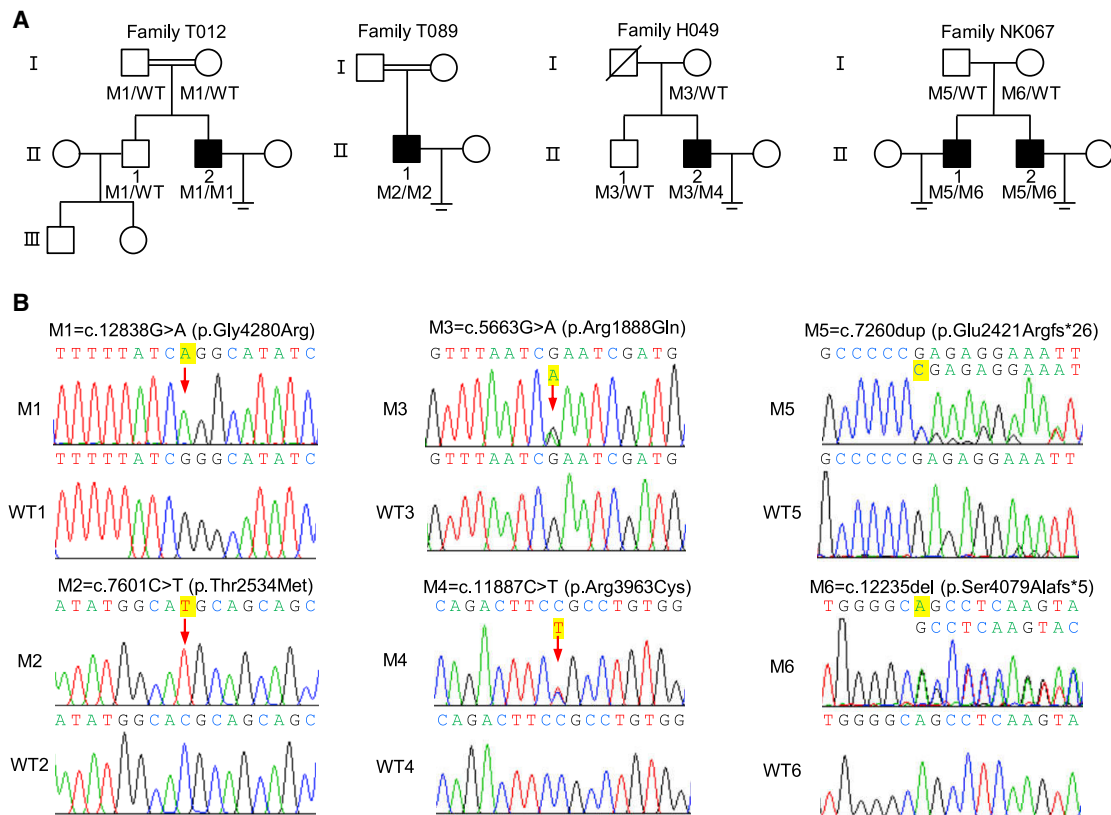 A
Family T012 Family T089 Family H049 Family NK067
I I I I
M1/WT M1/WT M3/WT M5/WT M6/WT
II II II II
1 2 1 1 2 1 2
M1/WT M1/M1 M2/M2 M3/WT M3/M4 M5/M6 M5/M6
III
B
M1=c.12838G>A (p.Gly4280Arg)
TTTTTATCAGGCATATC
M1
TTTTTATCGGGCATATC
WT1
M3=c.5663G>A (p.Arg1888Gln)
GTTTAATCGAATCGATG
A
M3
GTTTAATCGAATCGATG
WT3
M5=c.7260dup (p.Glu2421Argfs*26)
GCCCCCGAGAGGAAATT
CGAGAGGAAAT
M5
GCCCCCGAGAGGAAATT
WT5
M2=c.7601C>T (p.Thr2534Met)
ATATGGCATGCAGCAGC
M2
ATATGGCACGCAGCAGC
WT2
M4=c.11887C>T (p.Arg3963Cys)
CAGACTTCCGCCTGTGG
T
M4
CAGACTTCCGCCTGTGG
WT4
M6=c.12235del (p.Ser4079Alafs*5)
TGGGGCAGCCTCAAGTA
GCCTCAAGTAC
M6
TGGGGCAGCCTCAAGTA
WT6